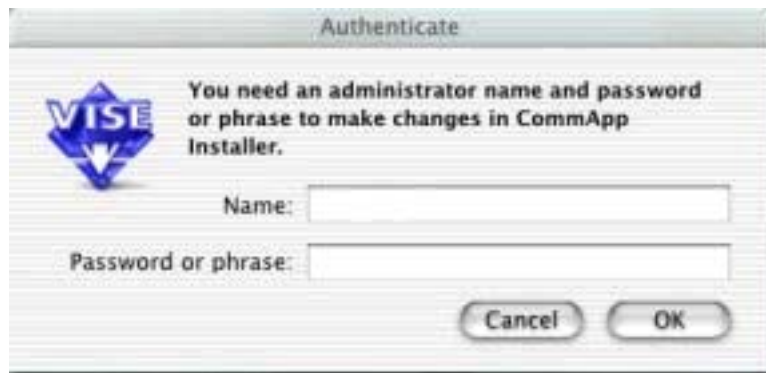 Authenticate
VISE
You need an administrator name and password
or phrase to make changes in CommApp
Installer.
Name:
Password or phrase:
Cancel
OK